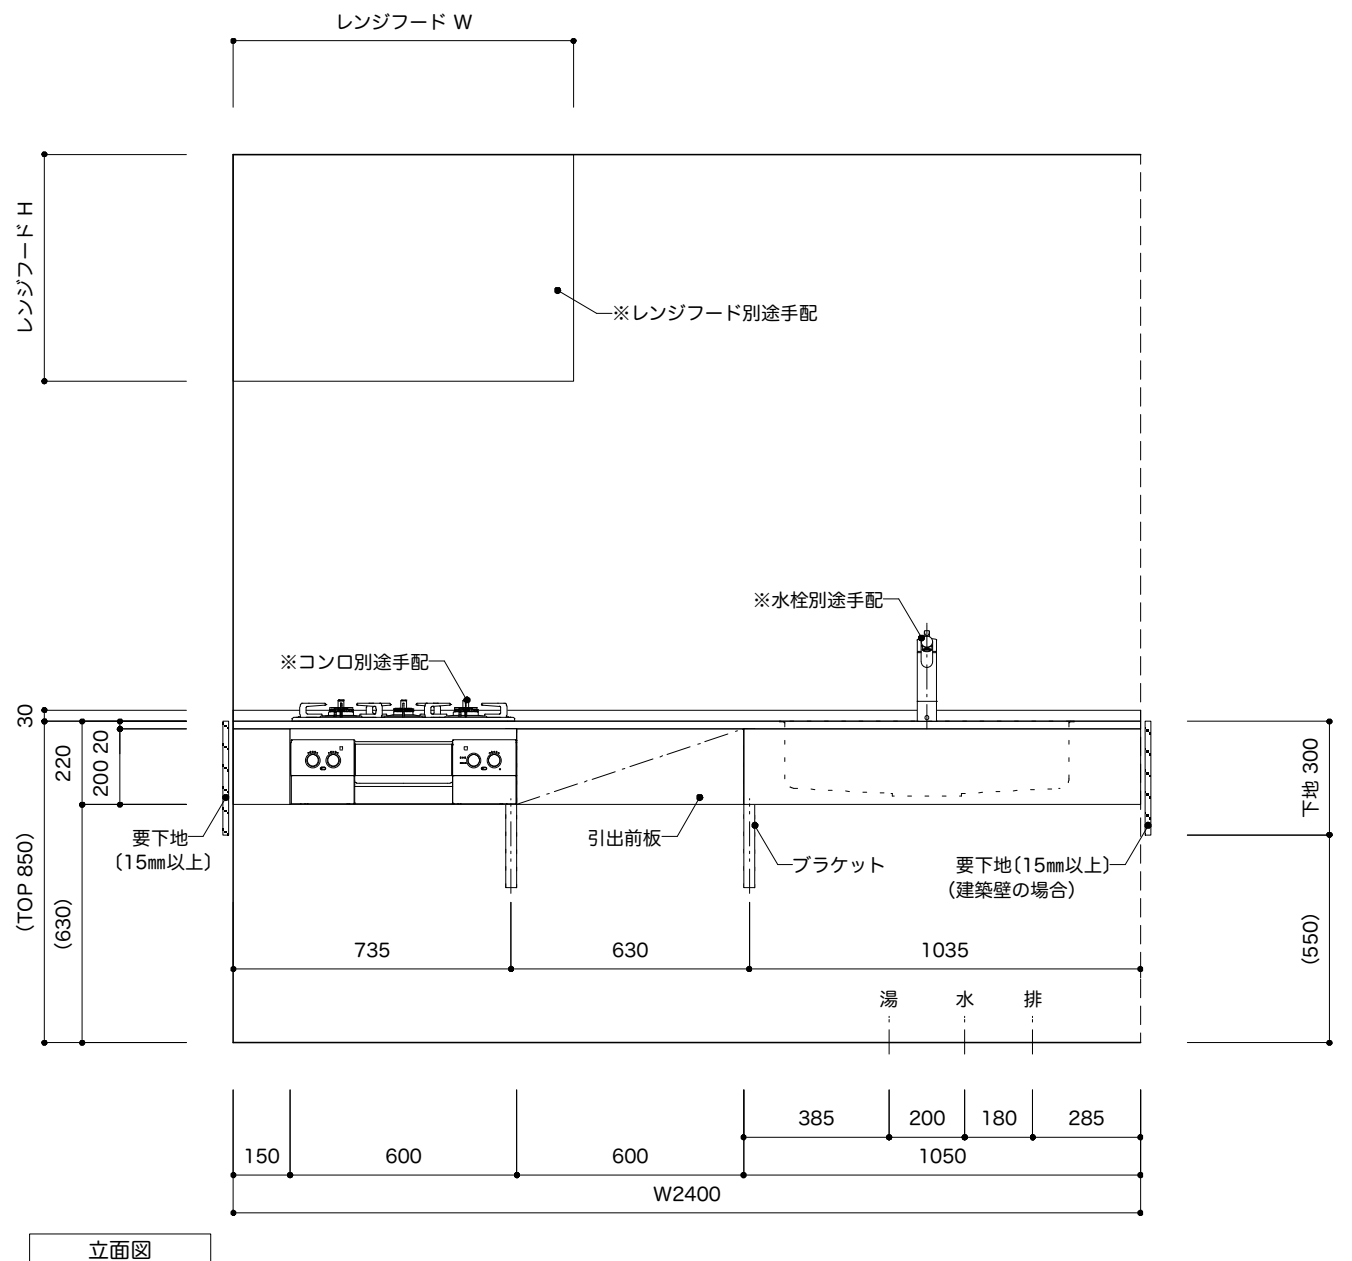 レンジフード W
レンジフード H
※レンジフード別途手配
※水栓別途手配
※コンロ別途手配
30
220
200 20
(TOP 850)
(630)
要下地
〔15㎜以上〕
引出前板
ブラケット
要下地〔15㎜以上〕
(建築壁の場合)
下地 300
(550)
735
630
1035
湯
水
排
385
200
180
285
150
600
600
1050
W2400
立面図